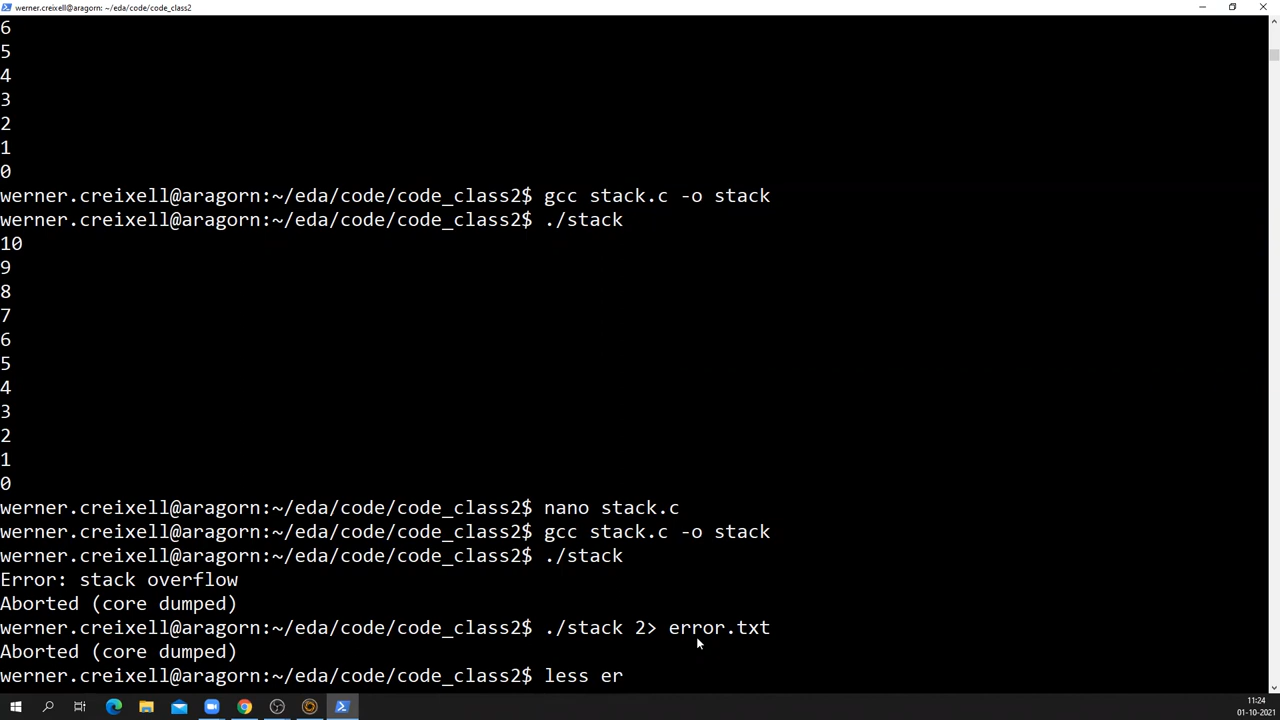 werner.creixell@aragorn: ~/eda/code/code_class2
6
5
4
3
2
1
0
werner.creixell@aragorn:~/eda/code/code_class2$ gcc stack.c -o stack
werner.creixell@aragorn:~/eda/code/code_class2$ ./stack
10
9
8
7
6
5
4
3
2
1
0
werner.creixell@aragorn:~/eda/code/code_class2$ nano stack.c
werner.creixell@aragorn:~/eda/code/code_class2$ gcc stack.c -o stack
werner.creixell@aragorn:~/eda/code/code_class2$ ./stack
Error: stack overflow
Aborted (core dumped)
werner.creixell@aragorn:~/eda/code/code_class2$ ./stack 2> error.txt
Aborted (core dumped)
werner.creixell@aragorn:~/eda/code/code_class2$ less er
11:24
01-10-2021